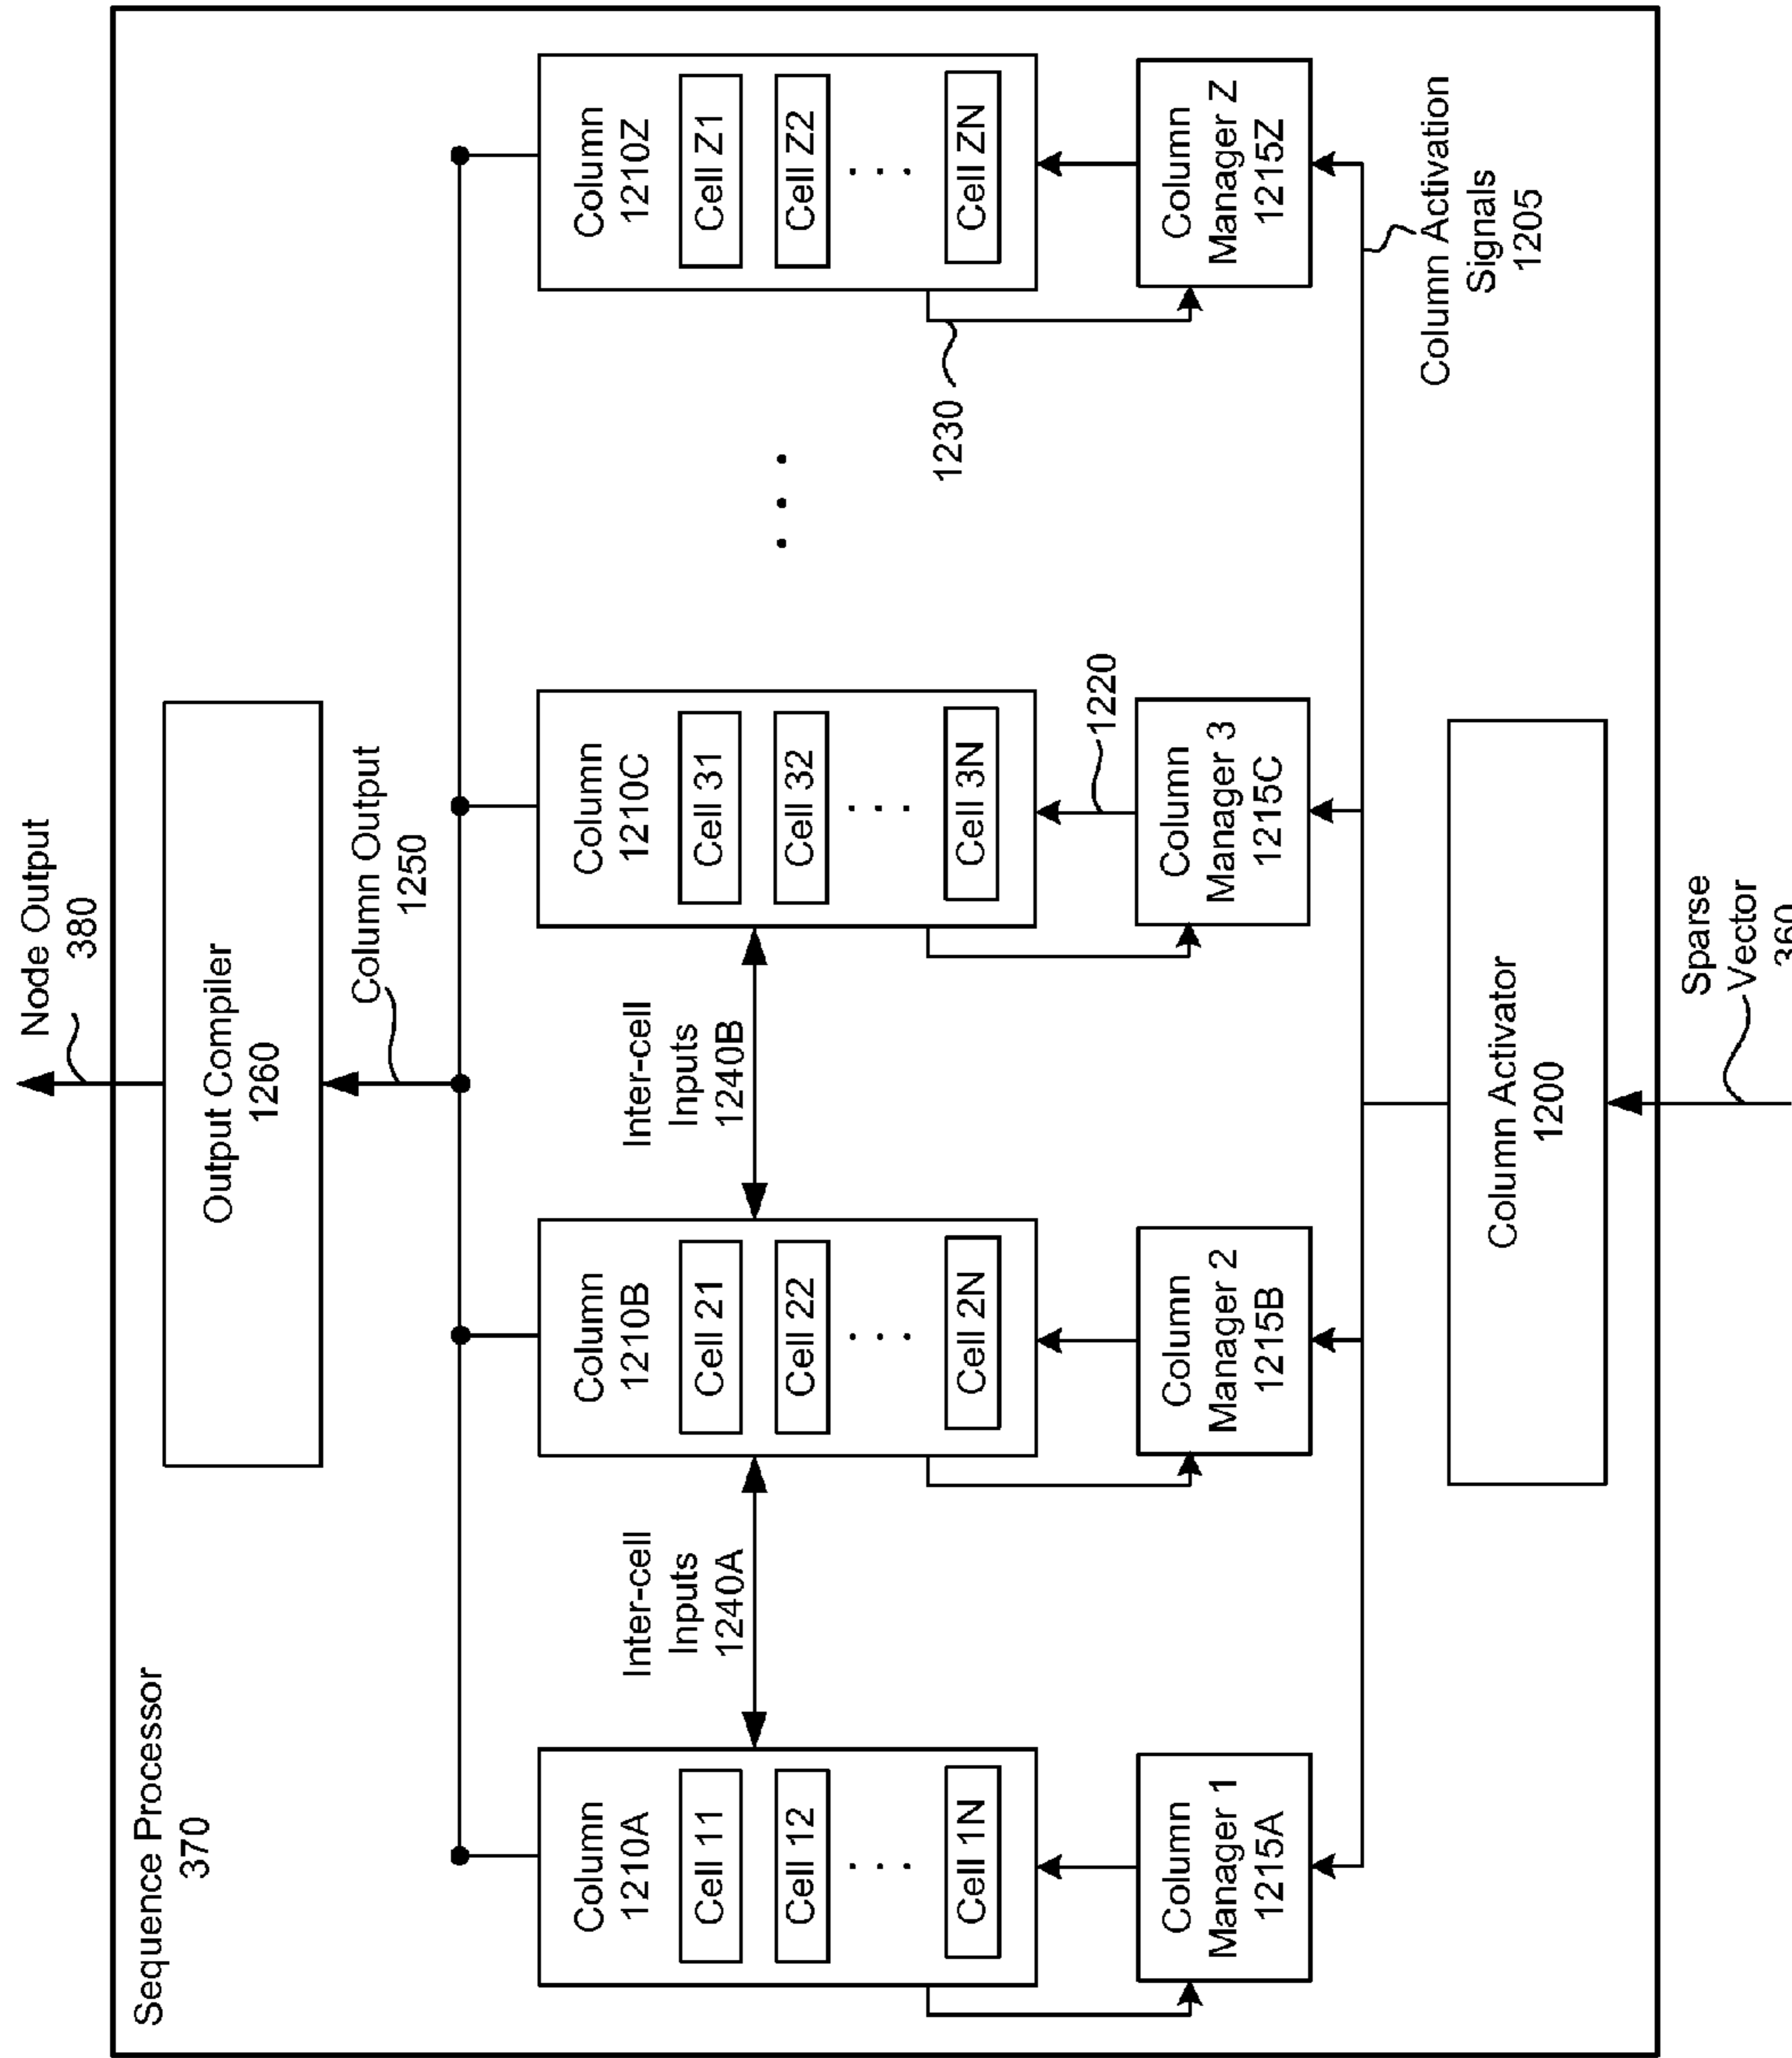 Node Output
380
Sequence Processor
370
Output Compiler
1260
Column Output
1250
Column
1210A
Cell 11
Cell 12
. . .
Cell 1N
Inter-cell
Inputs
1240A
Column
1210B
Cell 21
Cell 22
. . .
Cell 2N
Inter-cell
Inputs
1240B
Column
1210C
Cell 31
Cell 32
. . .
Cell 3N
. . .
Column
1210Z
Cell Z1
Cell Z2
. . .
Cell ZN
1220
1230
Column
Manager 1
1215A
Column
Manager 2
1215B
Column
Manager 3
1215C
Column
Manager Z
1215Z
Column Activation
Signals
1205
Column Activator
1200
Sparse
Vector
360